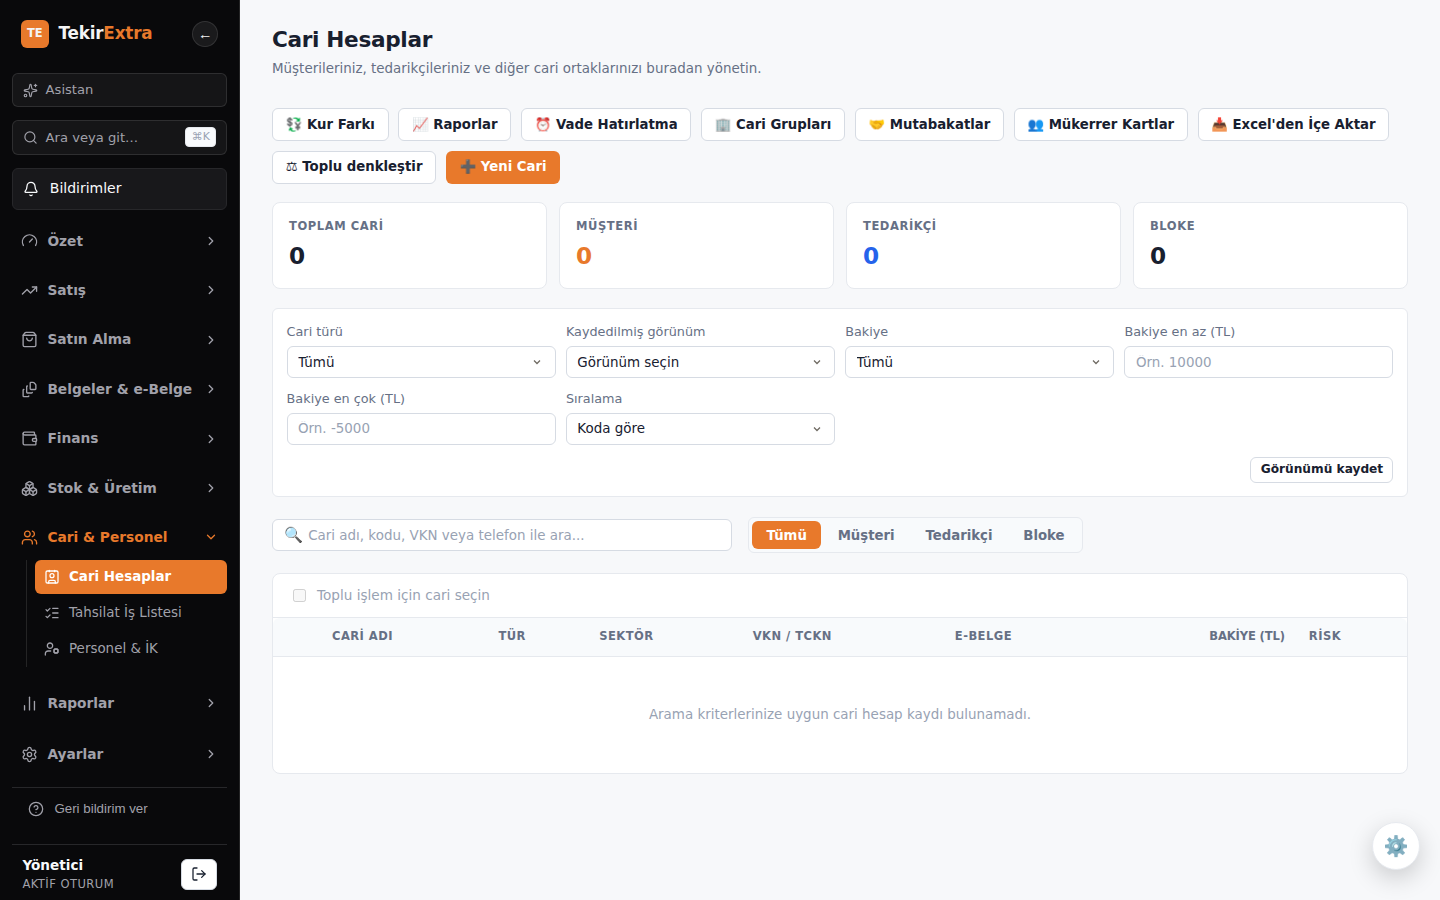 TE TekirExtra ←
Asistan
Ara veya git... ⌘K
Bildirimler
Özet
Satış
Satın Alma
Belgeler & e-Belge
Finans
Stok & Üretim
Cari & Personel
Cari Hesaplar
Tahsilat İş Listesi
Personel & İK
Raporlar
Ayarlar
Geri bildirim ver
Yönetici
AKTİF OTURUM
Cari Hesaplar
Müşterileriniz, tedarikçileriniz ve diğer cari ortaklarınızı buradan yönetin.
💱 Kur Farkı 📈 Raporlar ⏰ Vade Hatırlatma 🏢 Cari Grupları 🤝 Mutabakatlar 👥 Mükerrer Kartlar 📥 Excel'den İçe Aktar
⚖ Toplu denkleştir ➕ Yeni Cari
TOPLAM CARİ MÜŞTERİ TEDARİKÇİ BLOKE
0 0 0 0
Cari türü Kaydedilmiş görünüm Bakiye Bakiye en az (TL)
Tümü Görünüm seçin Tümü Orn. 10000
Bakiye en çok (TL) Sıralama
Orn. -5000 Koda göre
Görünümü kaydet
🔍 Cari adı, kodu, VKN veya telefon ile ara... Tümü Müşteri Tedarikçi Bloke
Toplu işlem için cari seçin
CARİ ADI TÜR SEKTÖR VKN / TCKN E-BELGE BAKİYE (TL) RİSK
Arama kriterlerinize uygun cari hesap kaydı bulunamadı.